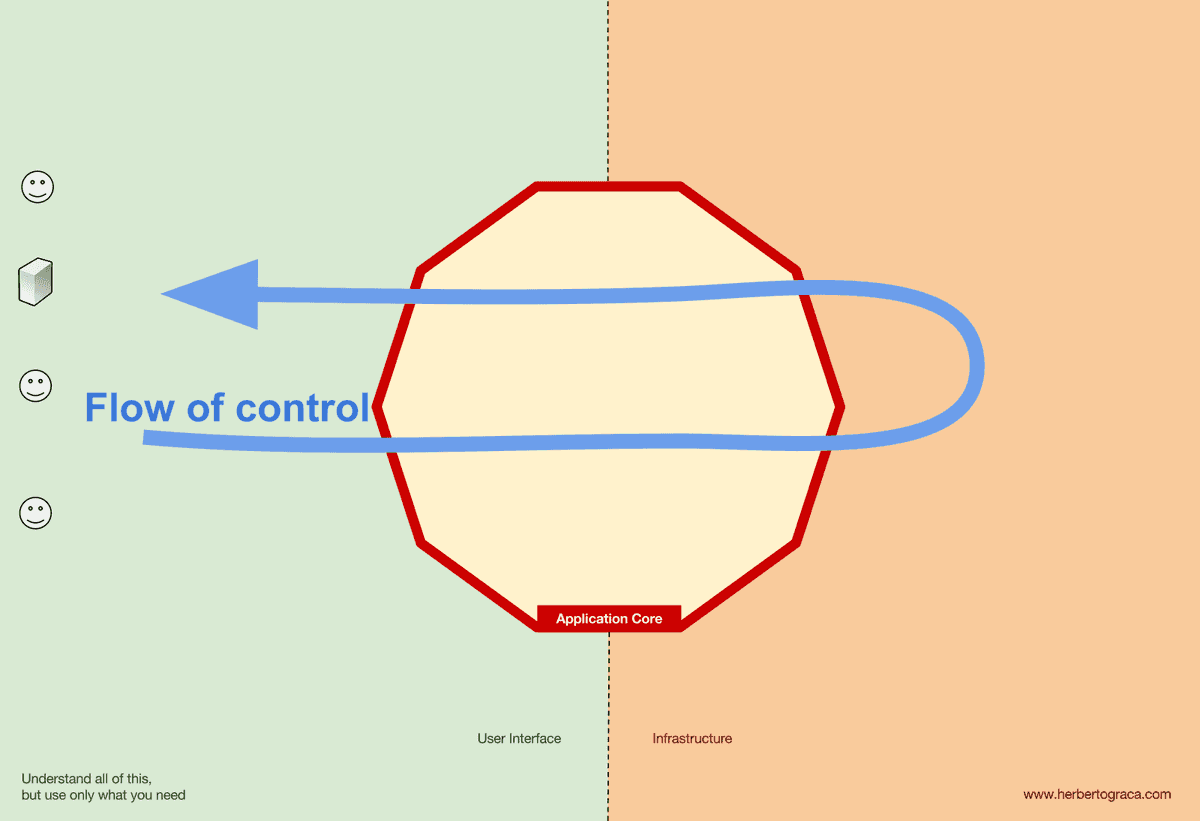 Flow of control
Application Core
User Interface
Infrastructure
Understand all of this,
but use only what you need
www.herbertograca.com